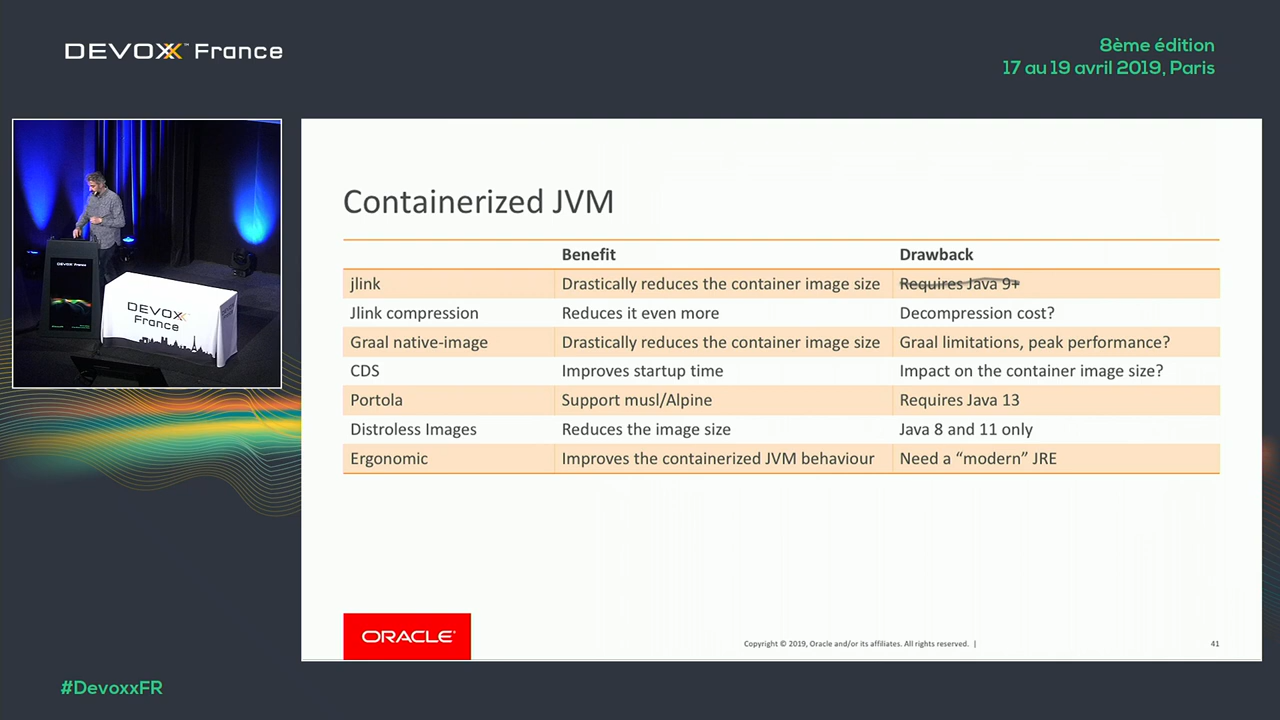 DEVOXX™ France
8ème édition
17 au 19 avril 2019, Paris
DEVOXX France
DEVOXX
France
Containerized JVM
Benefit Drawback
jlink Drastically reduces the container image size Requires Java 9+
Jlink compression Reduces it even more Decompression cost?
Graal native-image Drastically reduces the container image size Graal limitations, peak performance?
CDS Improves startup time Impact on the container image size?
Portola Support musl/Alpine Requires Java 13
Distroless Images Reduces the image size Java 8 and 11 only
Ergonomic Improves the containerized JVM behaviour Need a “modern” JRE
ORACLE®
Copyright © 2019, Oracle and/or its affiliates. All rights reserved. |
41
#DevoxxFR